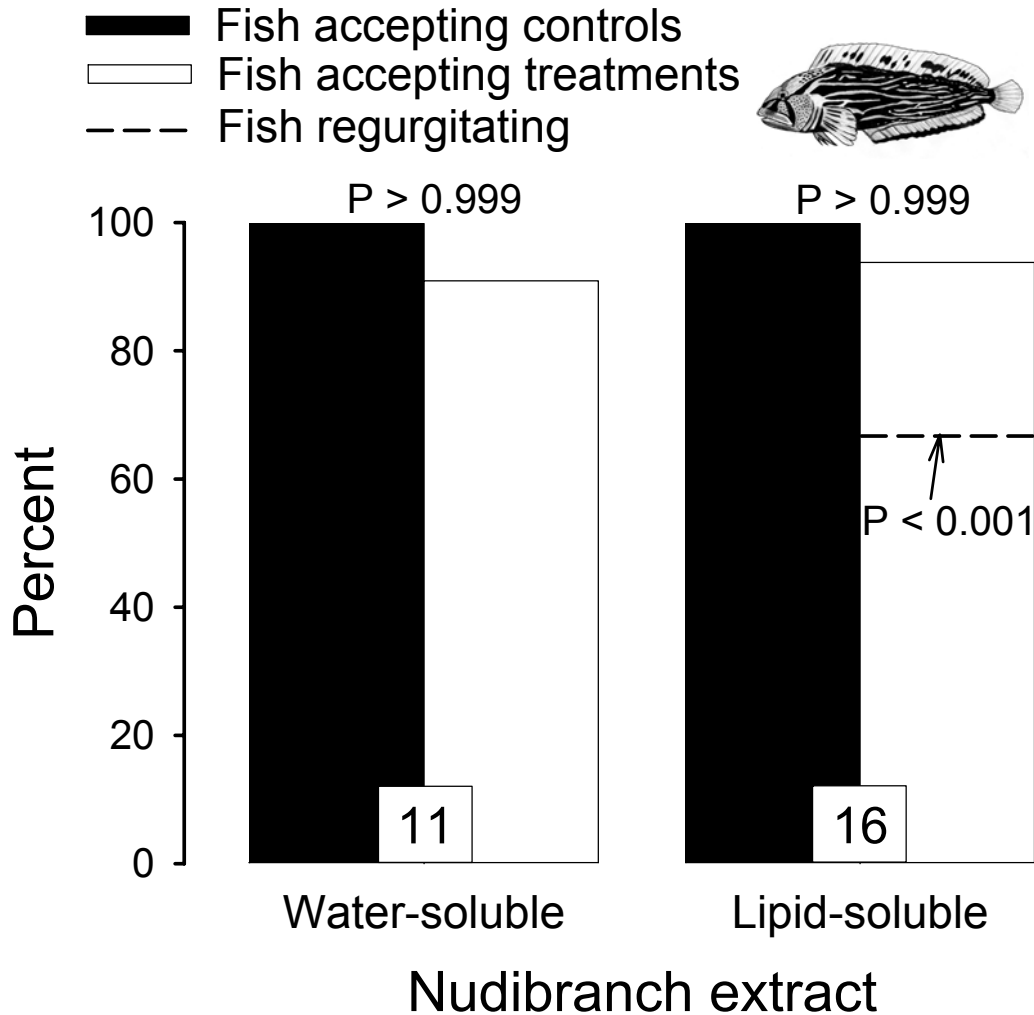 Fish accepting controls
Fish accepting treatments
Fish regurgitating
P > 0.999
P > 0.999
100
80
60
40
20
0
Percent
P < 0.001
11
16
Water-soluble
Lipid-soluble
Nudibranch extract